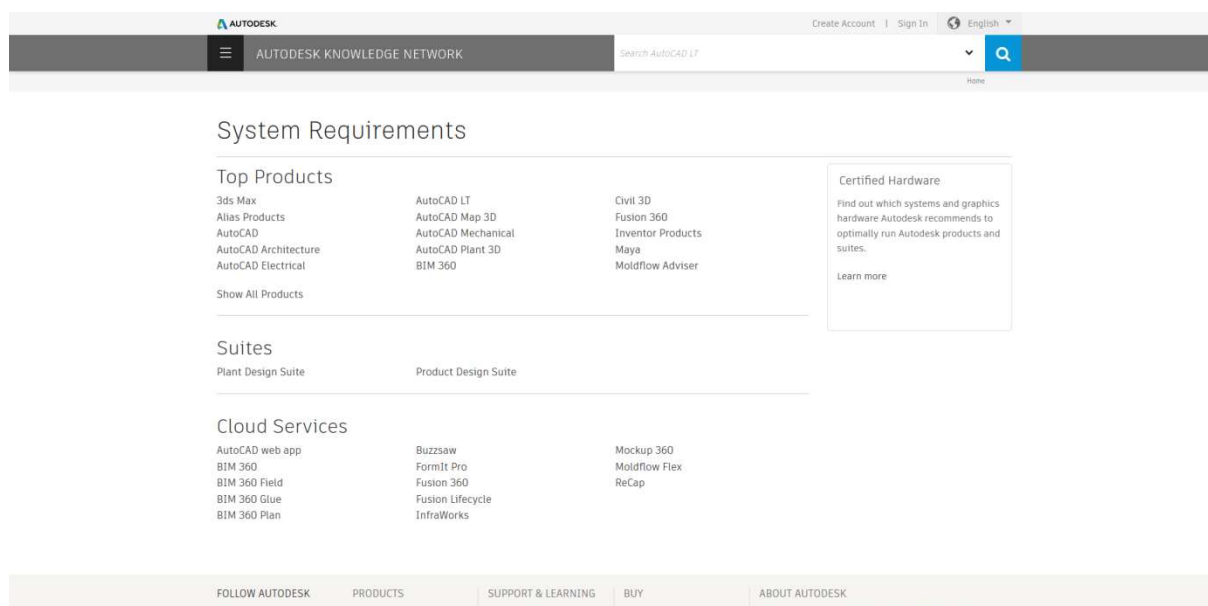 AUTODESK
Create Account | Sign In English
AUTODESK KNOWLEDGE NETWORK
Search AutoCAD LT
Home
System Requirements
Top Products
3ds Max
Alias Products
AutoCAD
AutoCAD Architecture
AutoCAD Electrical
AutoCAD LT
AutoCAD Map 3D
AutoCAD Mechanical
AutoCAD Plant 3D
BIM 360
Civil 3D
Fusion 360
Inventor Products
Maya
Moldflow Adviser
Show All Products
Certified Hardware
Find out which systems and graphics
hardware Autodesk recommends to
optimally run Autodesk products and
suites.
Learn more
Suites
Plant Design Suite
Product Design Suite
Cloud Services
AutoCAD web app
BIM 360
BIM 360 Field
BIM 360 Glue
BIM 360 Plan
Buzzsaw
FormIt Pro
Fusion 360
Fusion Lifecycle
InfraWorks
Mockup 360
Moldflow Flex
ReCap
FOLLOW AUTODESK
PRODUCTS
SUPPORT & LEARNING
BUY
ABOUT AUTODESK